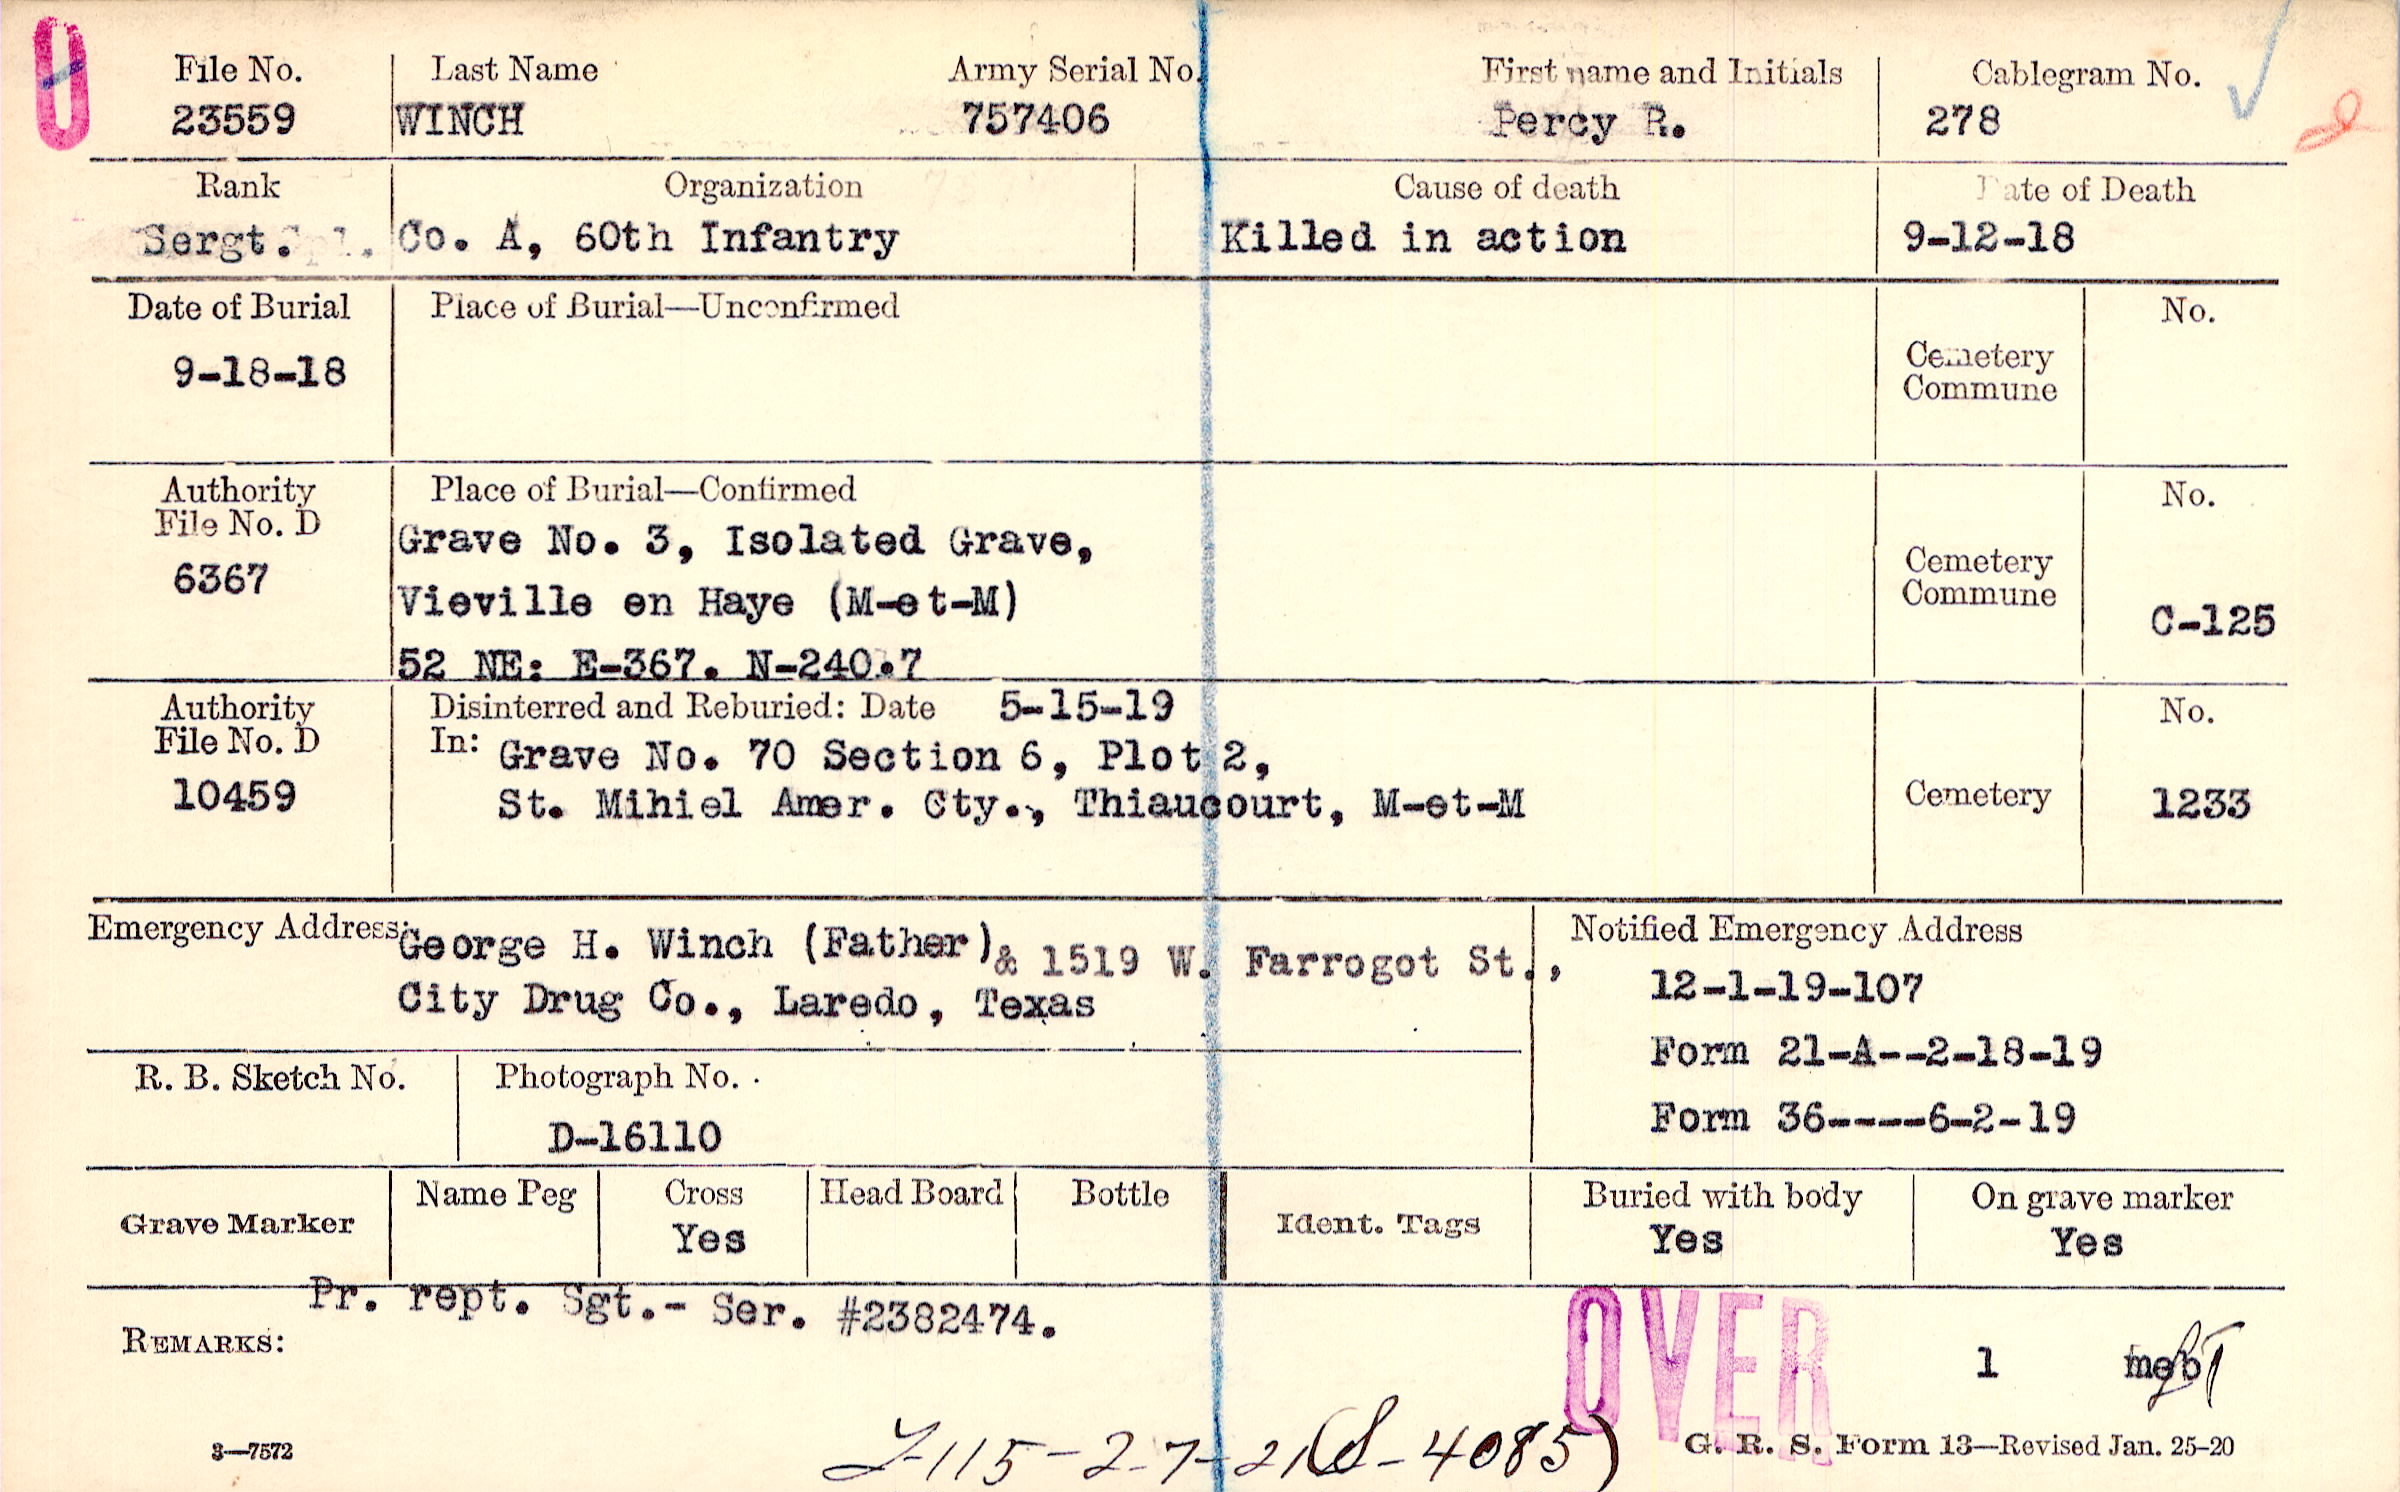 File No. Last Name Army Serial No. First name and Initials Cablegram No.
23559 WINCH 757406 Percy R. 278
Rank Organization Cause of death Date of Death
Sergt. Co. A, 60th Infantry Killed in action 9-12-18
Date of Burial Place of Burial—Unconfirmed No.
9-18-18 Cemetery
Commune
Authority Place of Burial—Confirmed No.
File No. D Grave No. 3, Isolated Grave,
6367 Vieville en Haye (M-et-M) Cemetery
Commune C-125
52 NE: E-367. N-240.7
Authority Disinterred and Reburied: Date 5-15-19 No.
File No. D In: Grave No. 70 Section 6, Plot 2,
10459 St. Mihiel Amer. Cty., Thiaucourt, M-et-M Cemetery 1233
Emergency Address: George H. Winch (Father) & 1519 W. Farrogot St., Notified Emergency Address
City Drug Co., Laredo, Texas 12-1-19-107
Form 21-A--2-18-19
R. B. Sketch No. Photograph No.
D-16110 Form 36----6-2-19
Grave Marker Name Peg Cross Head Board Bottle Ident. Tags Buried with body On grave marker
Yes Yes Yes
Pr. rept. Sgt.- Ser. #2382474.
REMARKS: OVER 1
3—7572 G. R. S. Form 13—Revised Jan. 25-20